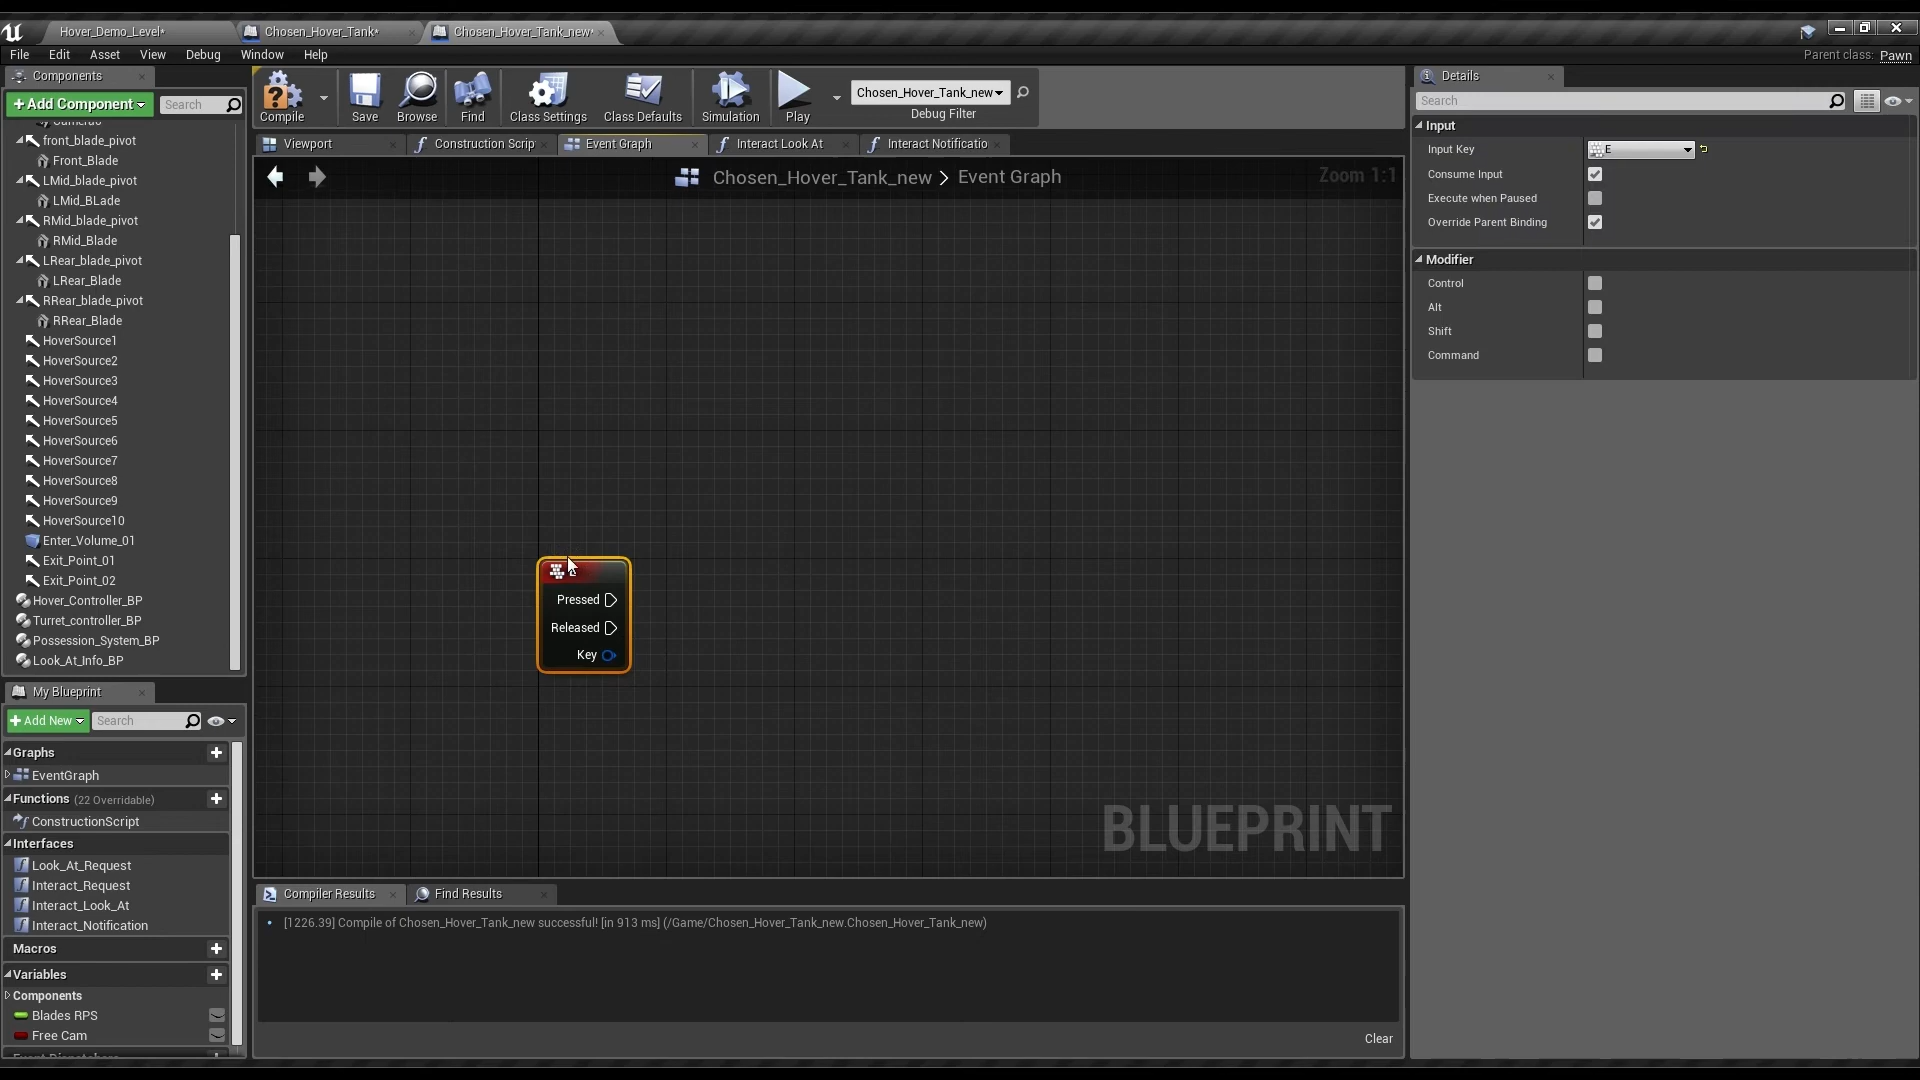 Hover_Demo_Level*
Chosen_Hover_Tank*
Chosen_Hover_Tank_new*
File Edit Asset View Debug Window Help
Parent class: Pawn
Components
+Add Component
Search
front_blade_pivot
Front_Blade
LMid_blade_pivot
LMid_BLade
RMid_blade_pivot
RMid_Blade
LRear_blade_pivot
LRear_Blade
RRear_blade_pivot
RRear_Blade
HoverSource1
HoverSource2
HoverSource3
HoverSource4
HoverSource5
HoverSource6
HoverSource7
HoverSource8
HoverSource9
HoverSource10
Enter_Volume_01
Exit_Point_01
Exit_Point_02
Hover_Controller_BP
Turret_controller_BP
Possession_System_BP
Look_At_Info_BP
My Blueprint
+Add New
Search
Graphs
EventGraph
Functions (22 Overridable)
ConstructionScript
Interfaces
Look_At_Request
Interact_Request
Interact_Look_At
Interact_Notification
Macros
Variables
Components
Blades RPS
Free Cam
Compile
Save
Browse
Find
Class Settings
Class Defaults
Simulation
Play
Chosen_Hover_Tank_new
Debug Filter
Viewport
Construction Scrip
Event Graph
Interact Look At
Interact Notificatio
Chosen_Hover_Tank_new > Event Graph
Zoom 1:1
Pressed
Released
Key
BLUEPRINT
Compiler Results
Find Results
[1226.39] Compile of Chosen_Hover_Tank_new successful! [in 913 ms] (/Game/Chosen_Hover_Tank_new.Chosen_Hover_Tank_new)
Clear
Details
Search
Input
Input Key
E
Consume Input
Execute when Paused
Override Parent Binding
Modifier
Control
Alt
Shift
Command